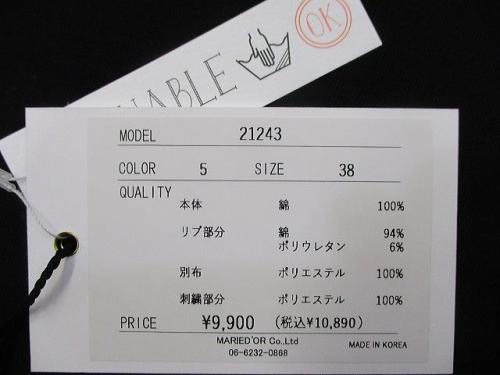 OK
MODEL 21243
COLOR 5 SIZE 38
QUALITY
本体 綿 100%
リブ部分 綿 94%
ポリウレタン 6%
別布 ポリエステル 100%
刺繍部分 ポリエステル 100%
PRICE ¥9,900 (税込¥10,890)
MARIED'OR Co.,Ltd MADE IN KOREA
06-6232-0868